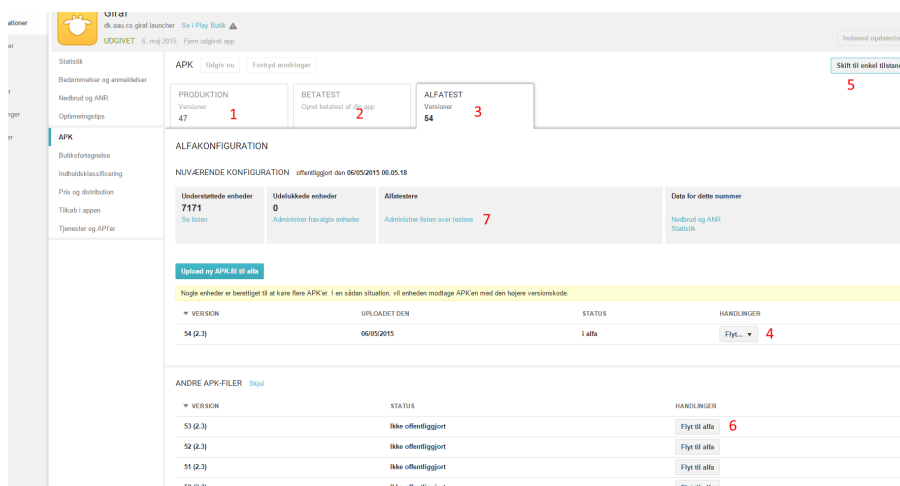 Giraf
dk.aau.cs.giraf.launcher Se i Play Butik
UDGIVET 6. maj 2015 Fjern udgivet app
Indsend opdatering
ationer
er
r
nger
er
Statistik
Bedømmelser og anmeldelser
Nedbrud og ANR
Optimeringstips
APK
Butiksfortegnelse
Indholdsklassificering
Pris og distribution
Tilkøb i appen
Tjenester og API'er
APK Udgiv nu Fortryd ændringer
Skift til enkel tilstand
5
PRODUKTION
Versioner
47
1
BETATEST
Opret betatest af din app
2
ALFATEST
Versioner
54
3
ALFAKONFIGURATION
NUVÆRENDE KONFIGURATION offentliggjort den 06/05/2015 00.05.18
Understøttede enheder
7171
Se listen
Udelukkede enheder
0
Administrer fravalgte enheder
Alfatestere
Administrer listen over testere 7
Data for dette nummer
Nedbrud og ANR
Statistik
Upload ny APK-fil til alfa
Nogle enheder er berettiget til at køre flere APK'er. I en sådan situation, vil enheden modtage APK'en med den højere versionskode.
▼ VERSION UPLOADET DEN STATUS HANDLINGER
54 (2.3) 06/05/2015 i alfa Flyt... ▼ 4
ANDRE APK-FILER Skjul
▼ VERSION STATUS HANDLINGER
53 (2.3) Ikke offentliggjort Flyt til alfa 6
52 (2.3) Ikke offentliggjort Flyt til alfa
51 (2.3) Ikke offentliggjort Flyt til alfa